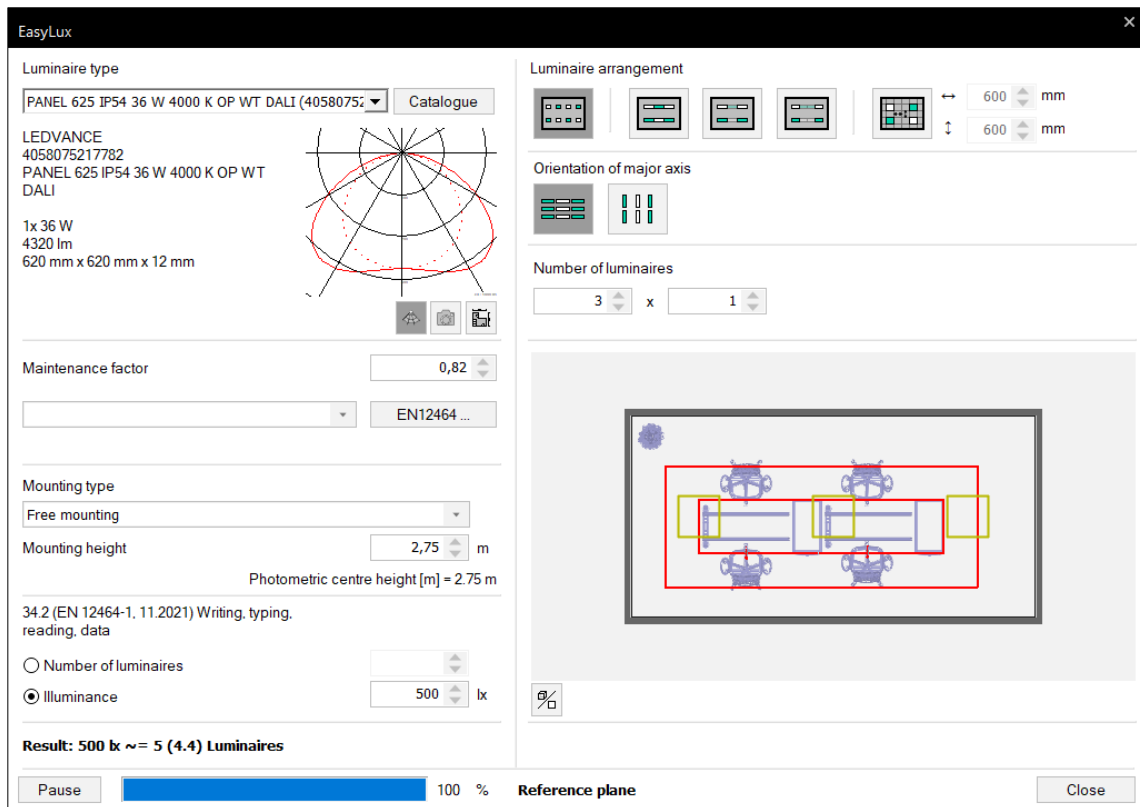 EasyLux
Luminaire type
PANEL 625 IP54 36 W 4000 K OP WT DALI (40580752
Catalogue
LEDVANCE
4058075217782
PANEL 625 IP54 36 W 4000 K OP WT
DALI
1x 36 W
4320 lm
620 mm x 620 mm x 12 mm
Maintenance factor
0,82
EN12464 ...
Mounting type
Free mounting
Mounting height
2,75 m
Photometric centre height [m] = 2.75 m
34.2 (EN 12464-1, 11.2021) Writing, typing,
reading, data
Number of luminaires
Illuminance
500 lx
Result: 500 lx ~= 5 (4.4) Luminaires
Luminaire arrangement
600 mm
600 mm
Orientation of major axis
Number of luminaires
3 x 1
Pause
100 %
Reference plane
Close